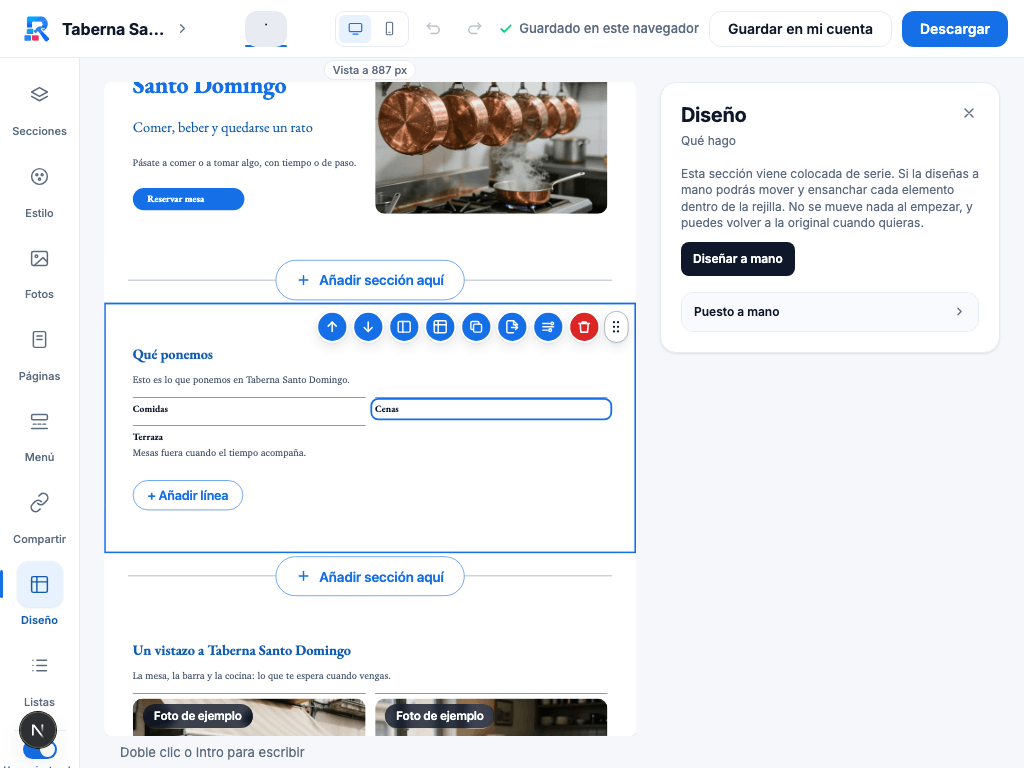 Taberna Sa...
Guardado en este navegador
Guardar en mi cuenta
Descargar
Vista a 887 px
Secciones
Estilo
Fotos
Páginas
Menú
Compartir
Diseño
Listas
N
Santo Domingo
Comer, beber y quedarse un rato
Pásate a comer o a tomar algo, con tiempo o de paso.
Reservar mesa
+ Añadir sección aquí
Qué ponemos
Esto es lo que ponemos en Taberna Santo Domingo.
Comidas
Cenas
Terraza
Mesas fuera cuando el tiempo acompaña.
+ Añadir línea
+ Añadir sección aquí
Un vistazo a Taberna Santo Domingo
La mesa, la barra y la cocina: lo que te espera cuando vengas.
Foto de ejemplo
Foto de ejemplo
Doble clic o Intro para escribir
Diseño
Qué hago
Esta sección viene colocada de serie. Si la diseñas a
mano podrás mover y ensanchar cada elemento
dentro de la rejilla. No se mueve nada al empezar, y
puedes volver a la original cuando quieras.
Diseñar a mano
Puesto a mano